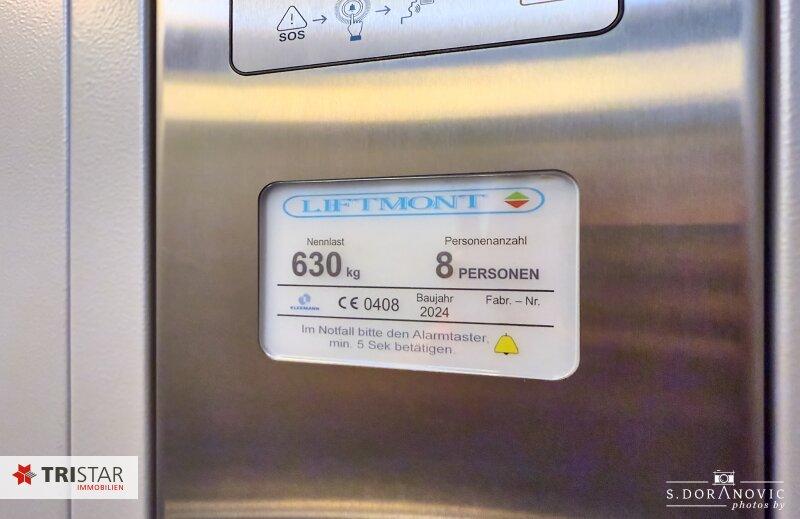 SOS
LIFTMONT
Nennlast
Personenanzahl
630 kg
8 PERSONEN
KLEEMANN
CE 0408
Baujahr
2024
Fabr. – Nr.
Im Notfall bitte den Alarmtaster,
min. 5 Sek betätigen.
TRISTAR
IMMOBILIEN
S.DORANOVIC
photos by